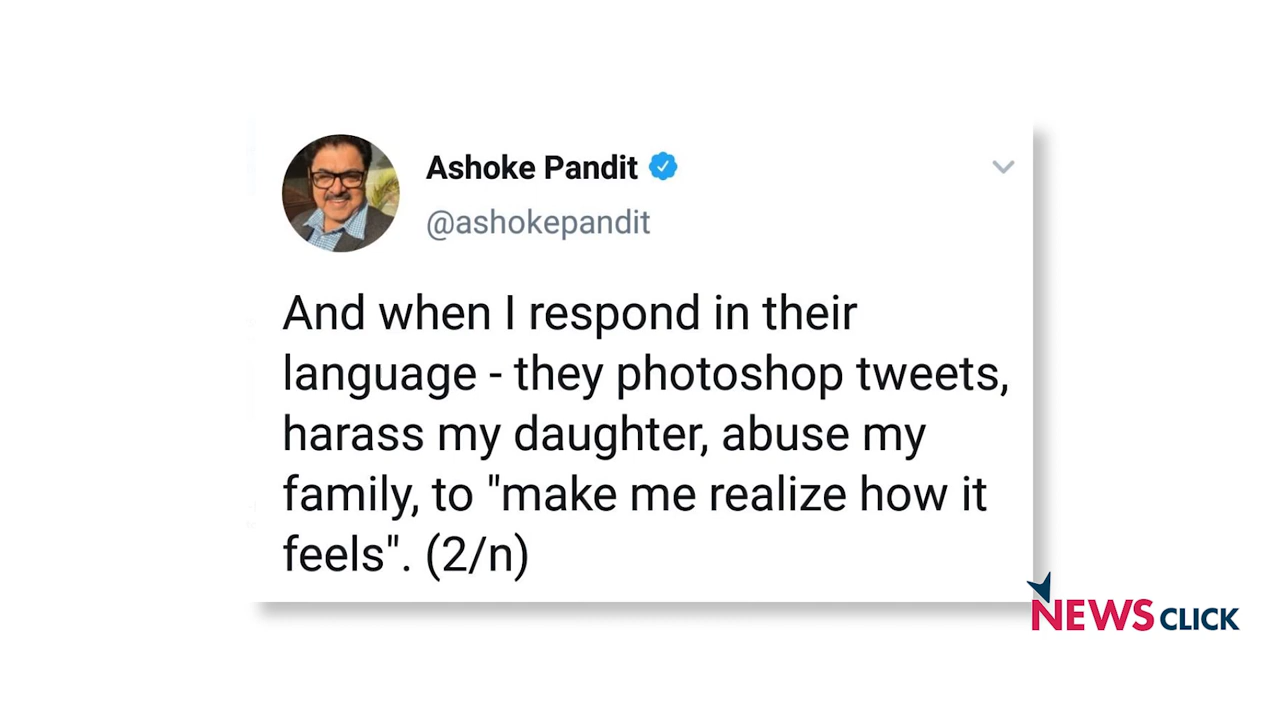 Ashoke Pandit
@ashokepandit
And when I respond in their
language - they photoshop tweets,
harass my daughter, abuse my
family, to "make me realize how it
feels". (2/n)
NEWS CLICK